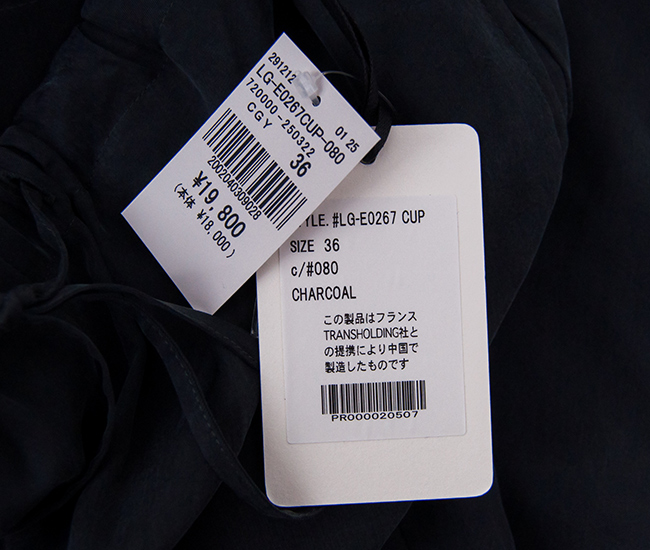 291212
LG-E0267CUP-080
720000-250322
01 25
CGY
36
2002040309028
¥19,800
(本体 ¥18,000)
STYLE. #LG-E0267 CUP
SIZE 36
c/#080
CHARCOAL
この製品はフランス
TRANSHOLDING社と
の提携により中国で
製造したものです
PR000020507